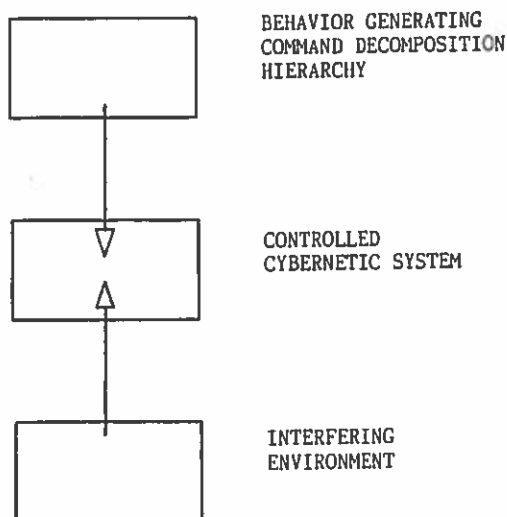 BEHAVIOR GENERATING
COMMAND DECOMPOSITION
HIERARCHY
CONTROLLED
CYBERNETIC SYSTEM
INTERFERING
ENVIRONMENT